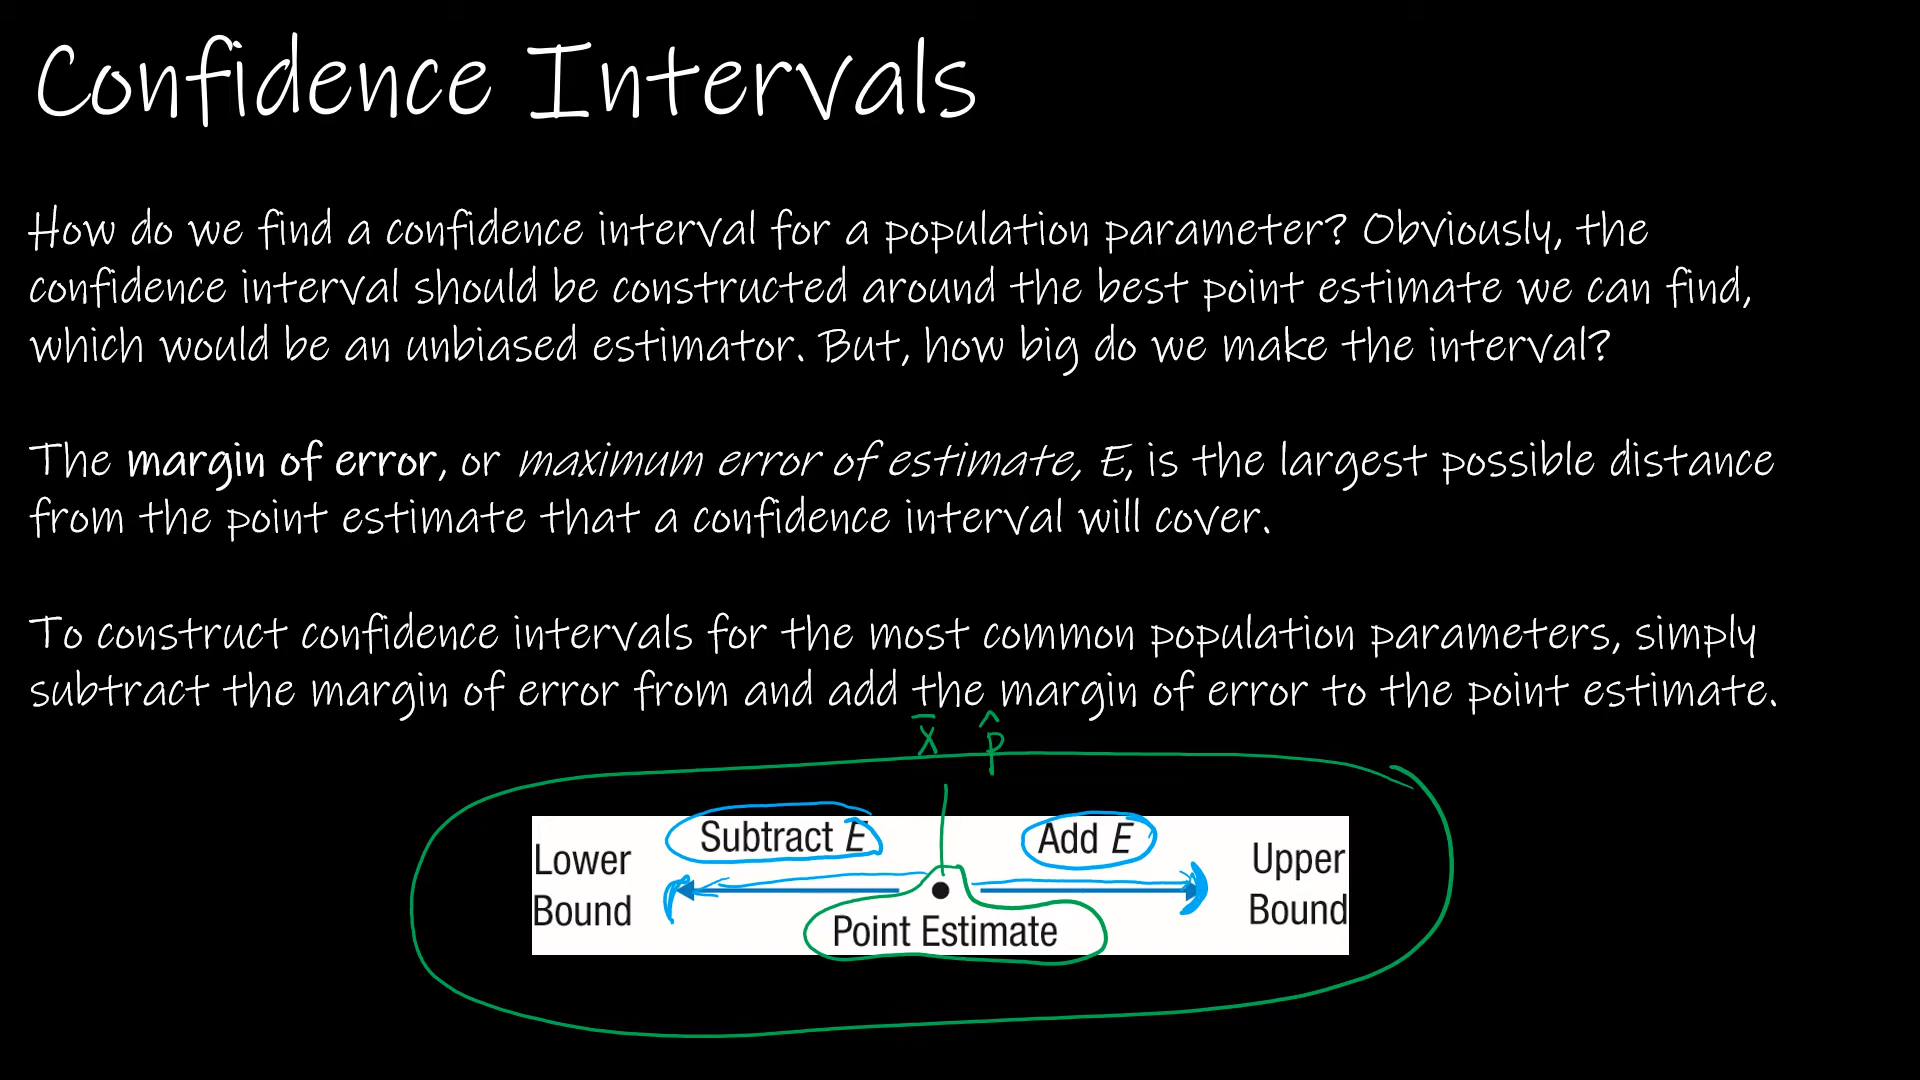 Confidence Intervals
How do we find a confidence interval for a population parameter? Obviously, the
confidence interval should be constructed around the best point estimate we can find,
which would be an unbiased estimator. But, how big do we make the interval?
The margin of error, or maximum error of estimate, E, is the largest possible distance
from the point estimate that a confidence interval will cover.
To construct confidence intervals for the most common population parameters, simply
subtract the margin of error from and add the margin of error to the point estimate.
x̄ p̂
Subtract E Add E
Lower Upper
Bound Bound
Point Estimate